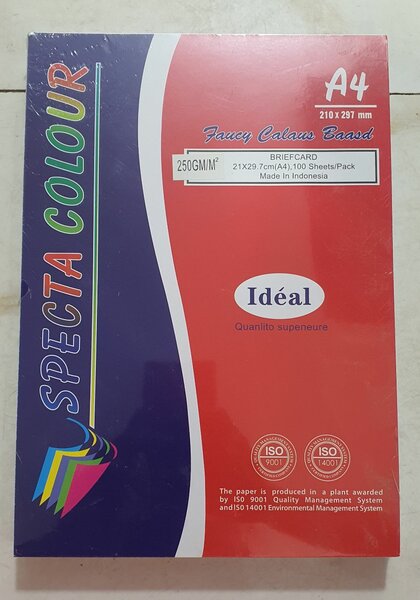 SPECTA COLOUR
A4
210 x 297 mm
Faucy Calaus Baasd
250GM/M²
BRIEFCARD
21X29.7cm(A4),100 Sheets/Pack
Made In Indonesia
Idéal
Quanlito supeneure
ISO
9001
ISO
14001
The paper is produced in a plant awarded
by ISO 9001 Quality Management System
and ISO 14001 Environmental Management System